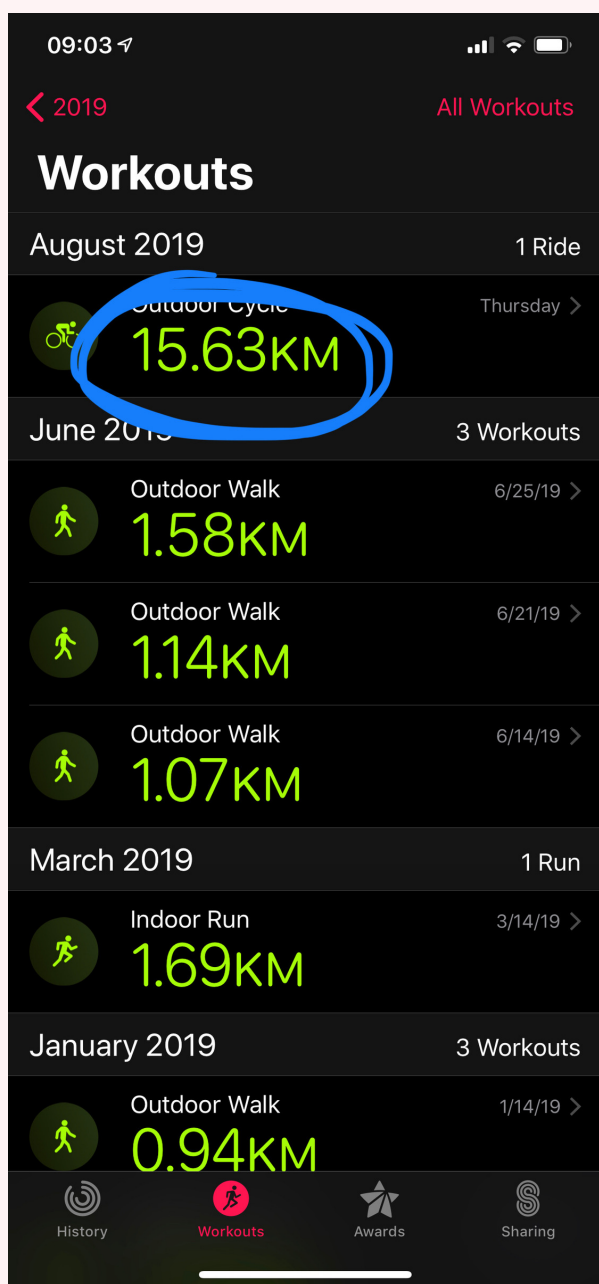 09:03
2019 All Workouts
Workouts
August 2019 1 Ride
Outdoor Cycle Thursday
15.63KM
June 2019 3 Workouts
Outdoor Walk 6/25/19
1.58KM
Outdoor Walk 6/21/19
1.14KM
Outdoor Walk 6/14/19
1.07KM
March 2019 1 Run
Indoor Run 3/14/19
1.69KM
January 2019 3 Workouts
Outdoor Walk 1/14/19
0.94KM
History Workouts Awards Sharing